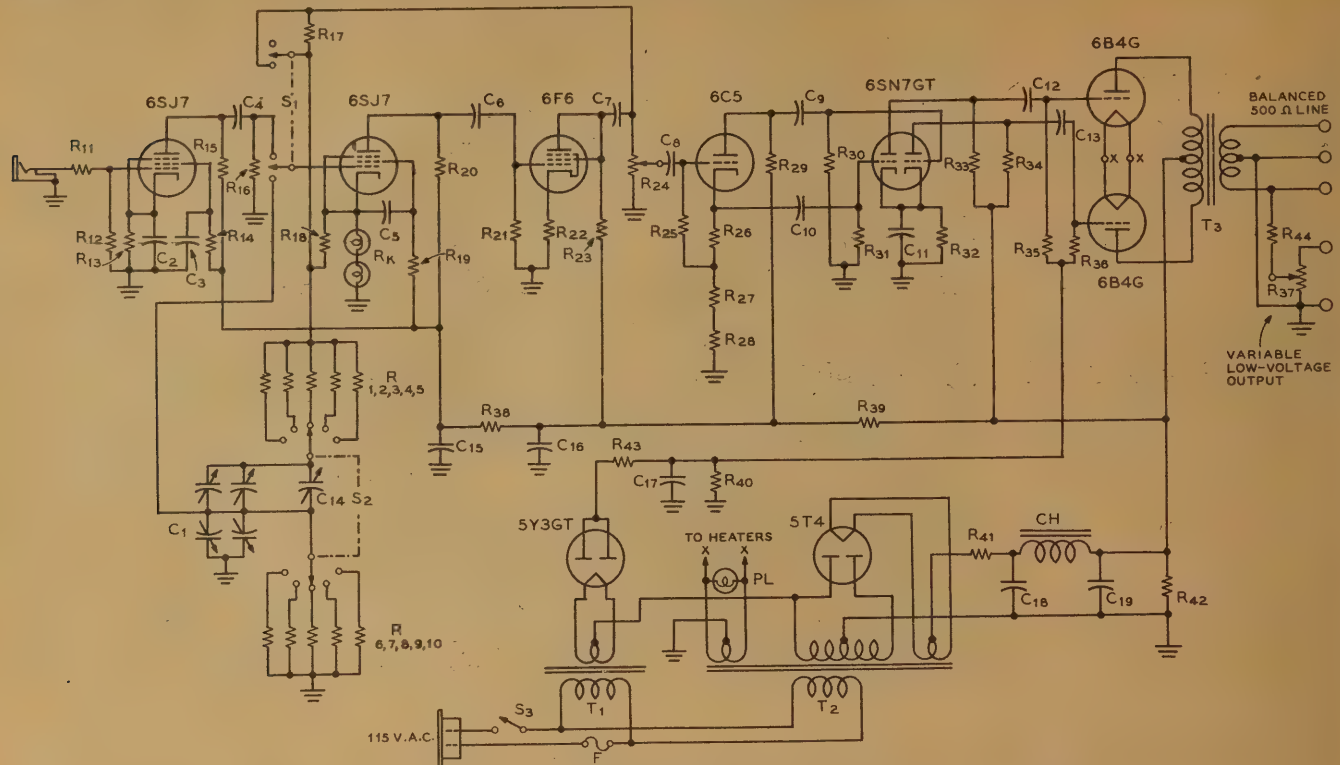 6B4G
R17
6SJ7
C4
S1
6SJ7
C6
6F6
C7
6C5
C9
6SN7GT
C12
BALANCED
500 Ω LINE
R11
R15
R16
R20
C8
R24
R29
R30
R33
R34
C13
X X
T3
R12
R13
C2
C3
R14
R18
C5
RK
R19
R21
R22
R23
R25
R26
C10
R31
C11
R32
R35
R36
6B4G
R44
R37
R27
R28
VARIABLE
LOW-VOLTAGE
OUTPUT
R
1,2,3,4,5
R38
R39
C15
C16
R43
C17
R40
C14
S2
C1
5Y3GT
TO HEATERS
X X
PL
5T4
R41
CH
C18
C19
R42
R
6,7,8,9,10
T1
T2
S3
115 V.A.C.
F